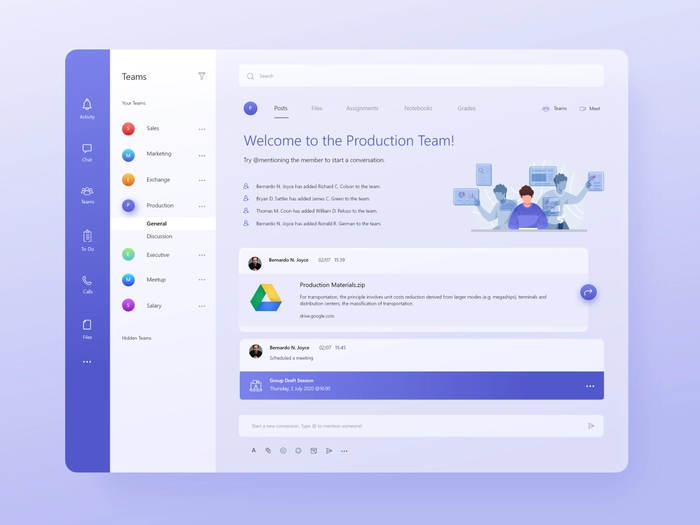 Activity
Chat
Teams
To-Do
Calls
Files
Teams
Your Teams
S Sales
M Marketing
E Exchange
P Production
General
Discussion
E Executive
M Meetup
S Salary
Hidden Teams
Search
P Posts Files Assignments Notebooks Grades Teams Meet
Welcome to the Production Team!
Try @mentioning the member to start a conversation.
Bernardo N. Joyce has added Richard C. Colson to the team.
Bryan D. Sattler has added James C. Green to the team.
Thomas M. Coon has added William D. Peluso to the team.
Bernardo N. Joyce has added Ronald R. Gierman to the team.
Bernardo N. Joyce 02/07 15:39
Production Materials.zip
For transportation, the principle involves unit costs reduction derived from larger modes (e.g. megaships), terminals and
distribution centers; the massification of transportation.
drive.google.com
Bernardo N. Joyce 02/07 15:45
Scheduled a meeting
Group Draft Session
Thursday, 2 July 2020 @16:00
Start a new conversion. Type @ to mention someone!
A